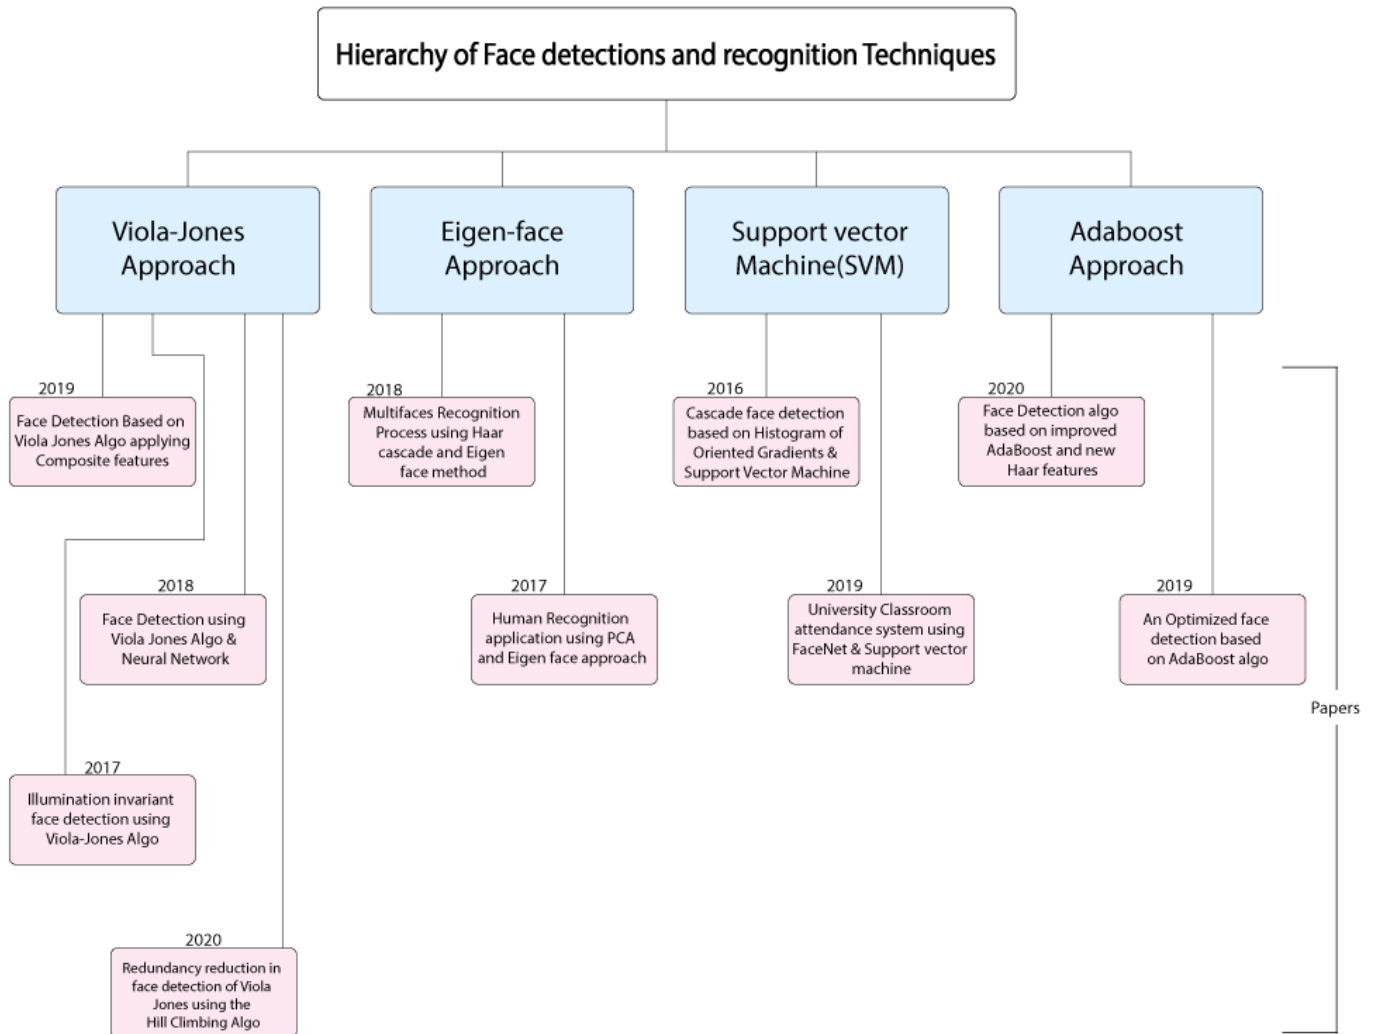 Hierarchy of Face detections and recognition Techniques
Viola-Jones
Approach
Eigen-face
Approach
Support vector
Machine(SVM)
Adaboost
Approach
2019
Face Detection Based on
Viola Jones Algo applying
Composite features
2018
Multifaces Recognition
Process using Haar
cascade and Eigen
face method
2016
Cascade face detection
based on Histogram of
Oriented Gradients &
Support Vector Machine
2020
Face Detection algo
based on improved
AdaBoost and new
Haar features
2018
Face Detection using
Viola Jones Algo &
Neural Network
2017
Human Recognition
application using PCA
and Eigen face approach
2019
University Classroom
attendance system using
FaceNet & Support vector
machine
2019
An Optimized face
detection based
on AdaBoost algo
Papers
2017
Illumination invariant
face detection using
Viola-Jones Algo
2020
Redundancy reduction in
face detection of Viola
Jones using the
Hill Climbing Algo